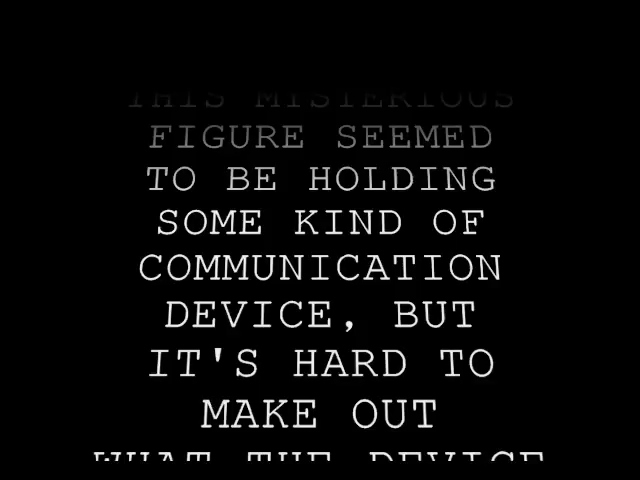 THIS MYSTERIOUS
FIGURE SEEMED
TO BE HOLDING
SOME KIND OF
COMMUNICATION
DEVICE, BUT
IT'S HARD TO
MAKE OUT
WHAT THE DEVICE